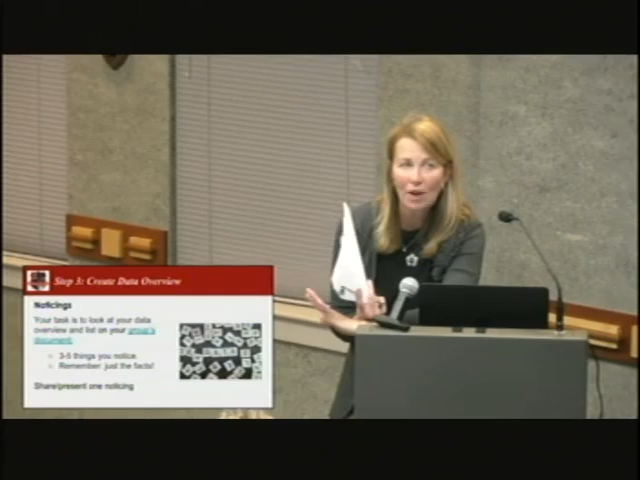 Step 3: Create Data Overview
Noticings
Your task is to look at your data
overview and list on your group's
document:
3-5 things you notice.
Remember: just the facts!
Share/present one noticing